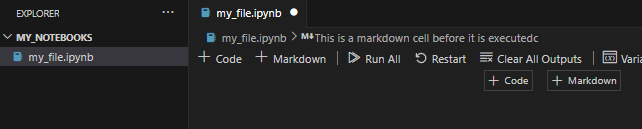 EXPLORER
MY_NOTEBOOKS
my_file.ipynb
my_file.ipynb
my_file.ipynb > M↓This is a markdown cell before it is executedc
+ Code + Markdown Run All Restart Clear All Outputs Varia
+ Code + Markdown